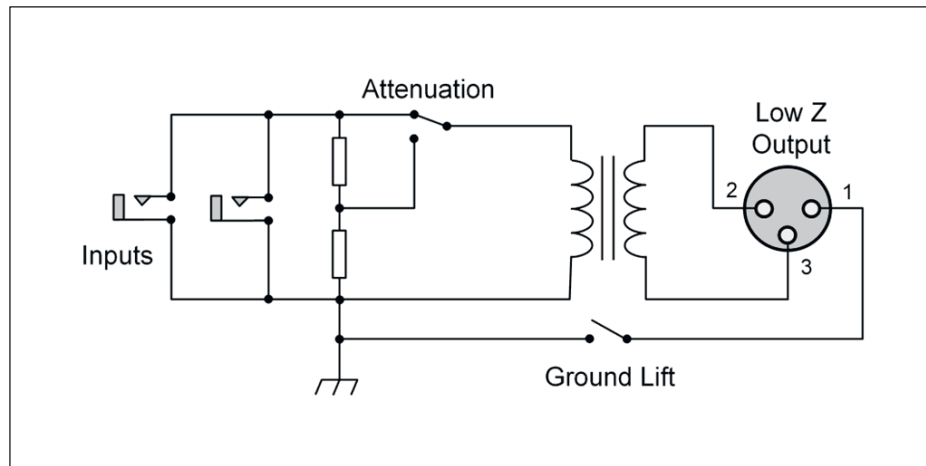 Attenuation
Low Z
Output
2
1
3
Inputs
Ground Lift